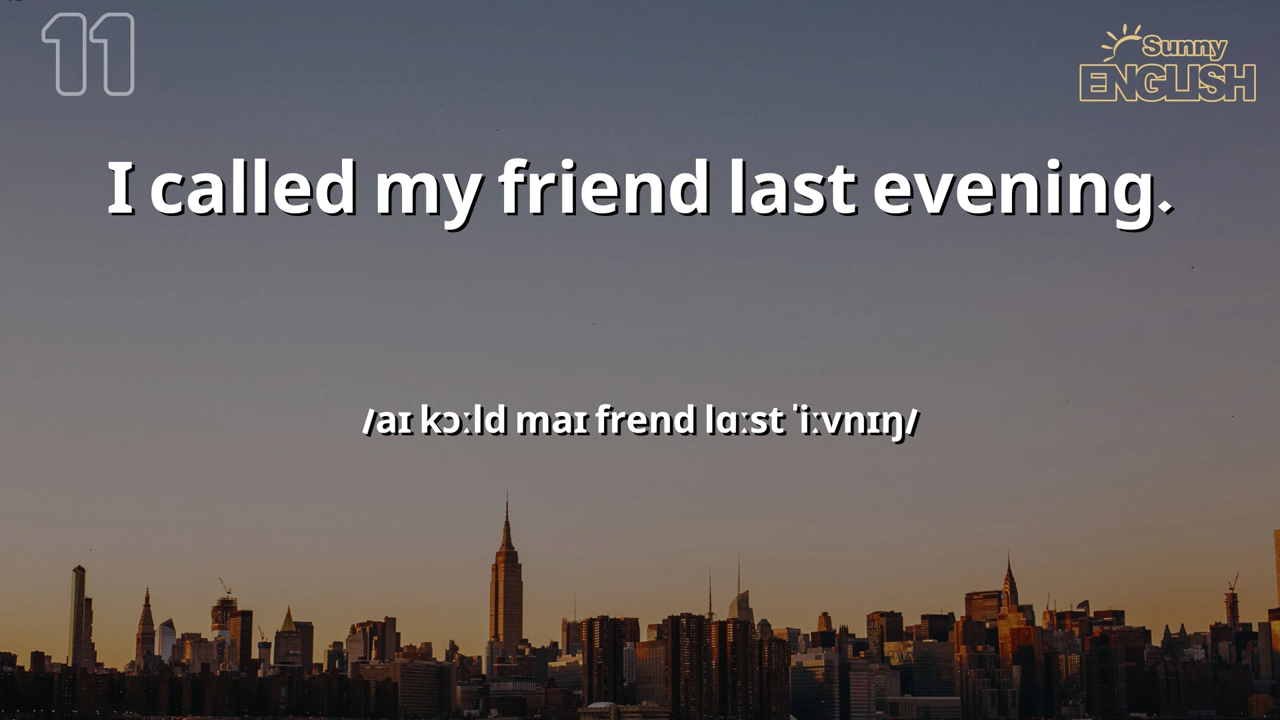 11
Sunny
ENGLISH
I called my friend last evening.
/aɪ kɔːld maɪ frend lɑːst ˈiːvnɪŋ/